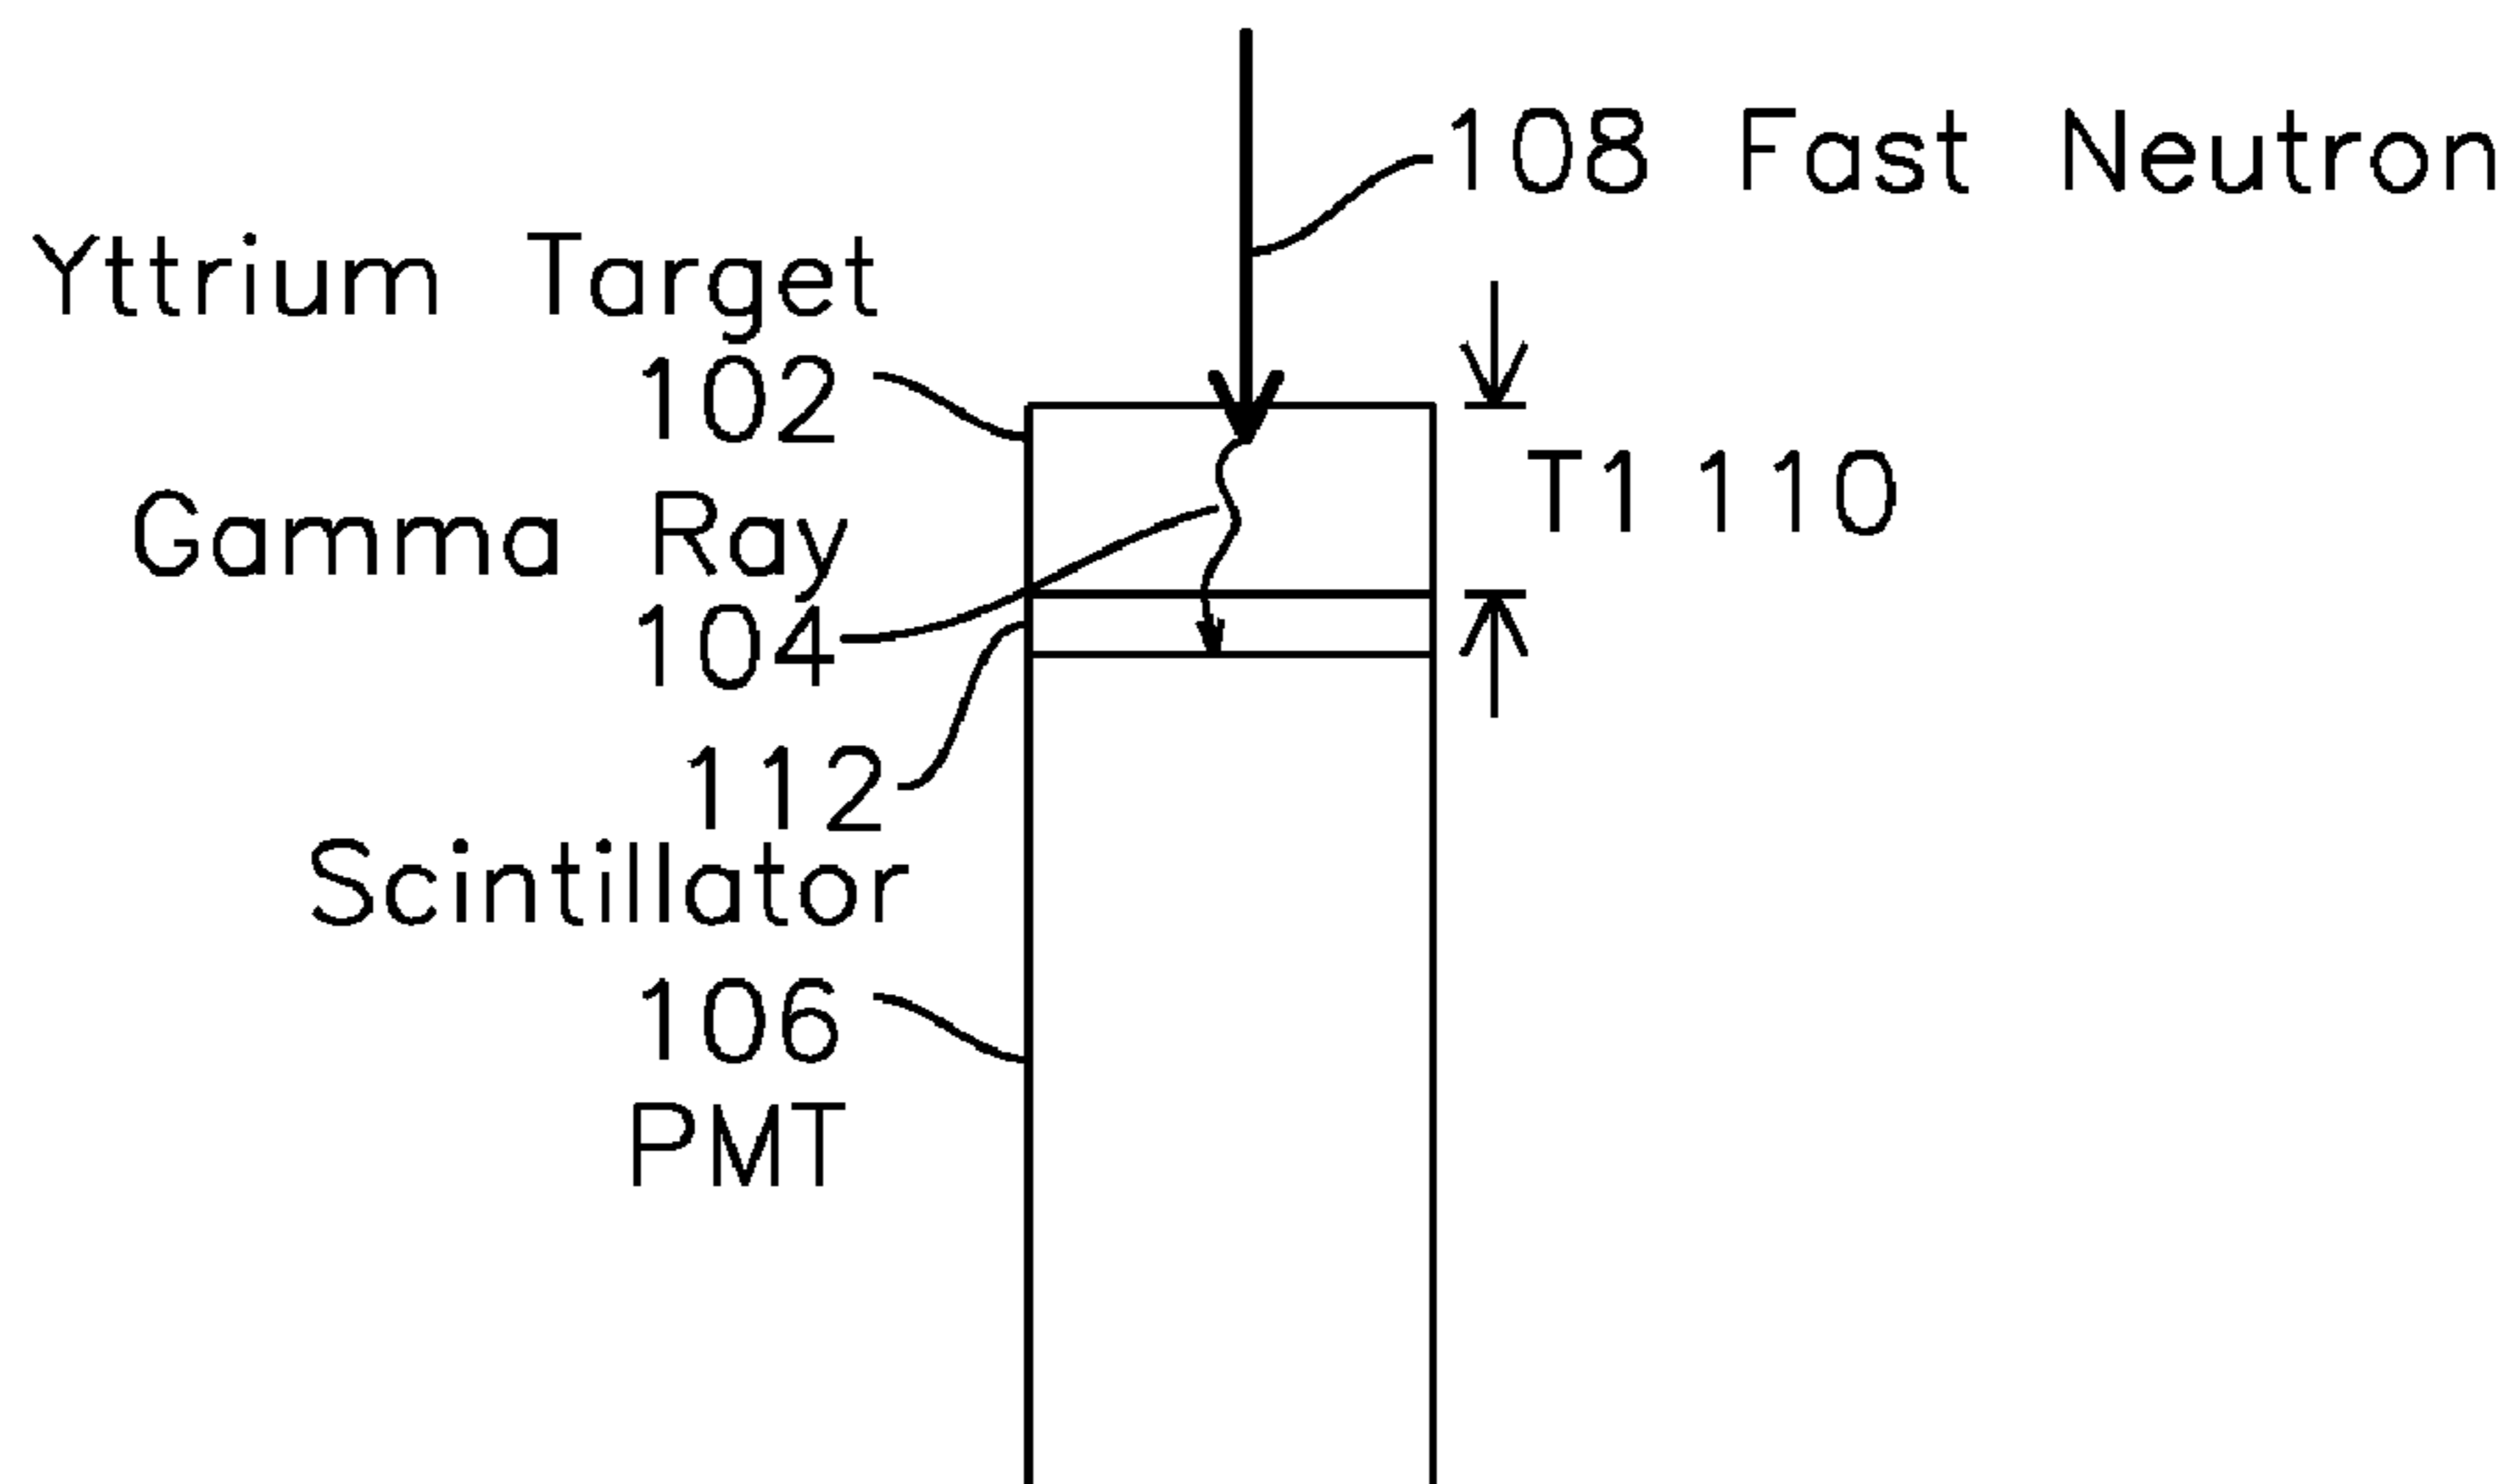 108 Fast Neutron
Yttrium Target
102
T1 110
Gamma Ray
104
112
Scintillator
106
PMT